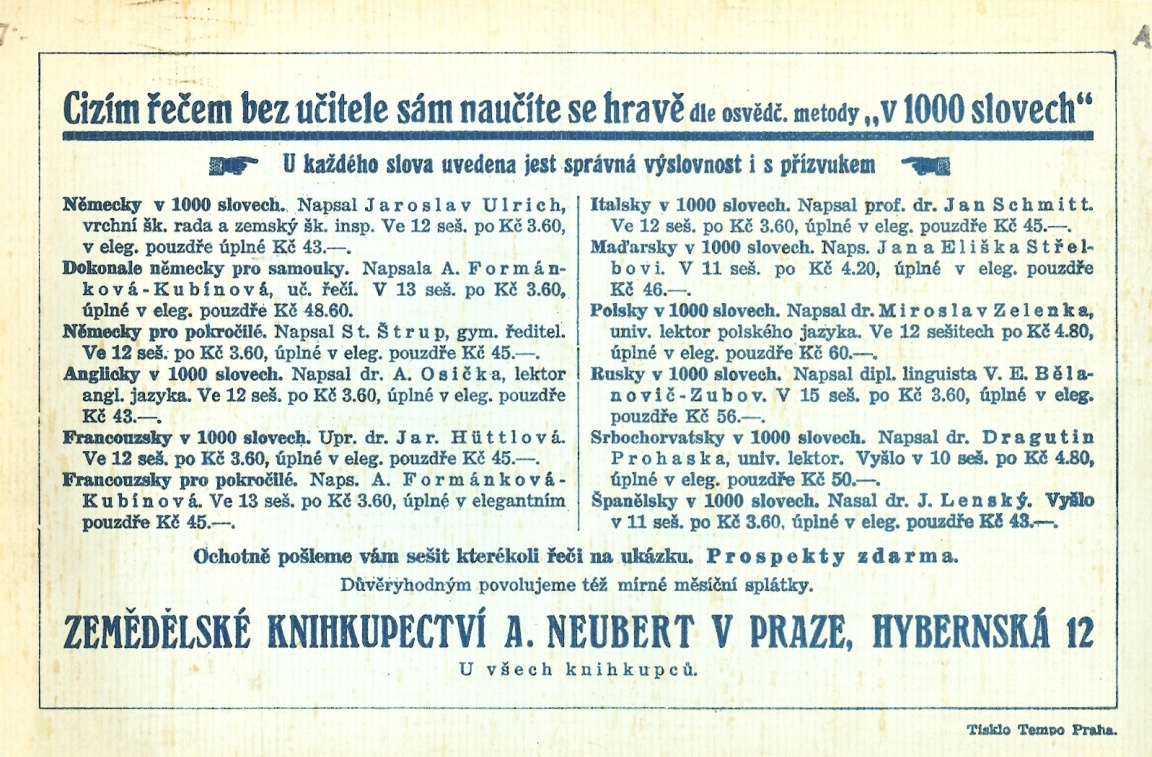 Cizím řečem bez učitele sám naučíte se hravě dle osvědč. metody „v 1000 slovech“
U každého slova uvedena jest správná výslovnost i s přízvukem
Německy v 1000 slovech. Napsal Jaroslav Ulrich,
vrchní šk. rada a zemský šk. insp. Ve 12 seš. po Kč 3.60,
v eleg. pouzdře úplné Kč 43.—.
Dokonale německy pro samouky. Napsala A. Formán-
ková-Kubínová, uč. řečí. V 13 seš. po Kč 3.60,
úplné v eleg. pouzdře Kč 48.60.
Německy pro pokročilé. Napsal St. Štrup, gym. ředitel.
Ve 12 seš. po Kč 3.60, úplné v eleg. pouzdře Kč 45.—.
Anglicky v 1000 slovech. Napsal dr. A. Osička, lektor
angl. jazyka. Ve 12 seš. po Kč 3.60, úplné v eleg. pouzdře
Kč 43.—.
Francouzsky v 1000 slovech. Upr. dr. Jar. Hüttlová.
Ve 12 seš. po Kč 3.60, úplné v eleg. pouzdře Kč 45.—.
Francouzsky pro pokročilé. Naps. A. Formánková-
Kubínová. Ve 13 seš. po Kč 3.60, úplné v elegantním
pouzdře Kč 45.—.
Italsky v 1000 slovech. Napsal prof. dr. Jan Schmitt.
Ve 12 seš. po Kč 3.60, úplné v eleg. pouzdře Kč 45.—.
Maďarsky v 1000 slovech. Naps. Jana Eliška Střel-
bovi. V 11 seš. po Kč 4.20, úplné v eleg. pouzdře
Kč 46.—.
Polsky v 1000 slovech. Napsal dr. Miroslav Zelenka,
univ. lektor polského jazyka. Ve 12 sešitech po Kč 4.80,
úplné v eleg. pouzdře Kč 60.—.
Rusky v 1000 slovech. Napsal dipl. linguista V. E. Běla-
novič-Zubov. V 15 seš. po Kč 3.60, úplné v eleg.
pouzdře Kč 56.—.
Srbochorvatsky v 1000 slovech. Napsal dr. Dragutin
Prohaska, univ. lektor. Vyšlo v 10 seš. po Kč 4.80,
úplné v eleg. pouzdře Kč 50.—.
Španělsky v 1000 slovech. Nasal dr. J. Lenský. Vyšlo
v 11 seš. po Kč 3.60, úplné v eleg. pouzdře Kč 43.—.
Ochotně pošleme vám sešit kterékoli řeči na ukázku. Prospekty zdarma.
Důvěryhodným povolujeme též mírné měsíční splátky.
ZEMĚDĚLSKÉ KNIHKUPECTVÍ A. NEUBERT V PRAZE, HYBERNSKÁ 12
U všech knihkupců.
Tisklo Tempo Praha.